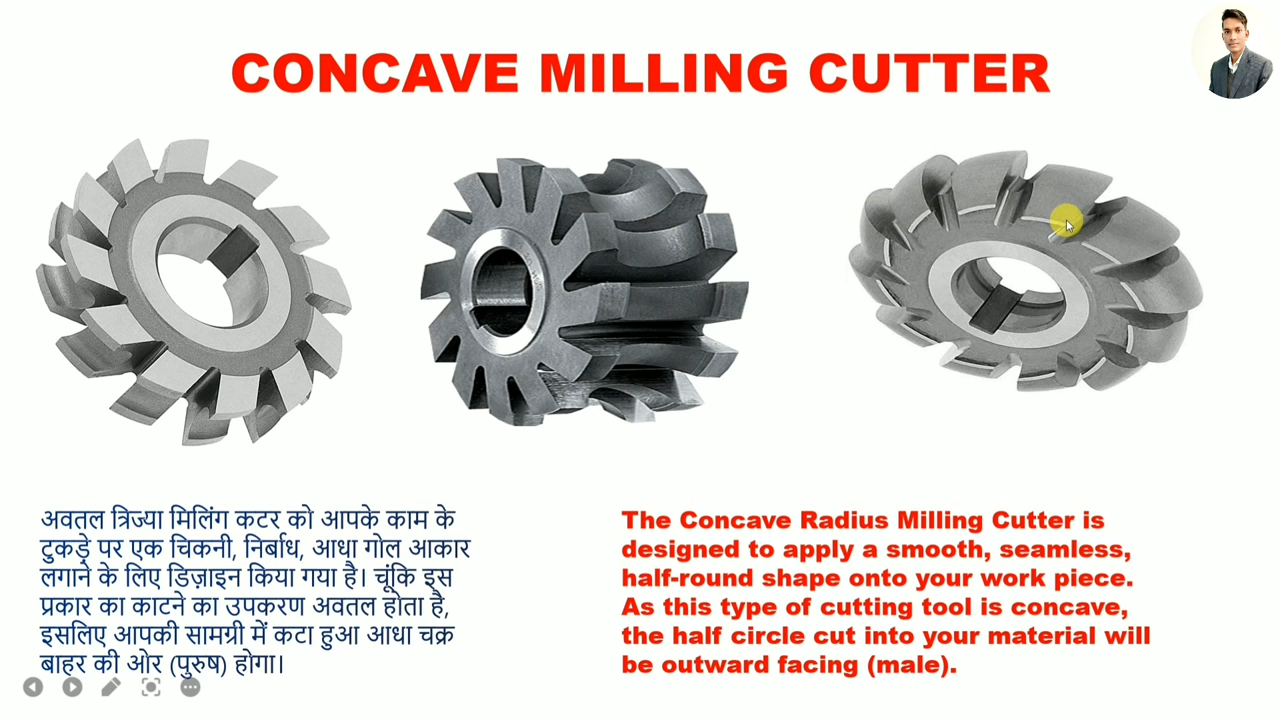 CONCAVE MILLING CUTTER
अवतल त्रिज्या मिलिंग कटर को आपके काम के
टुकड़े पर एक चिकनी, निर्बाध, आधा गोल आकार
लगाने के लिए डिज़ाइन किया गया है। चूंकि इस
प्रकार का काटने का उपकरण अवतल होता है,
इसलिए आपकी सामग्री में कटा हुआ आधा चक्र
बाहर की ओर (पुरुष) होगा।
The Concave Radius Milling Cutter is
designed to apply a smooth, seamless,
half-round shape onto your work piece.
As this type of cutting tool is concave,
the half circle cut into your material will
be outward facing (male).